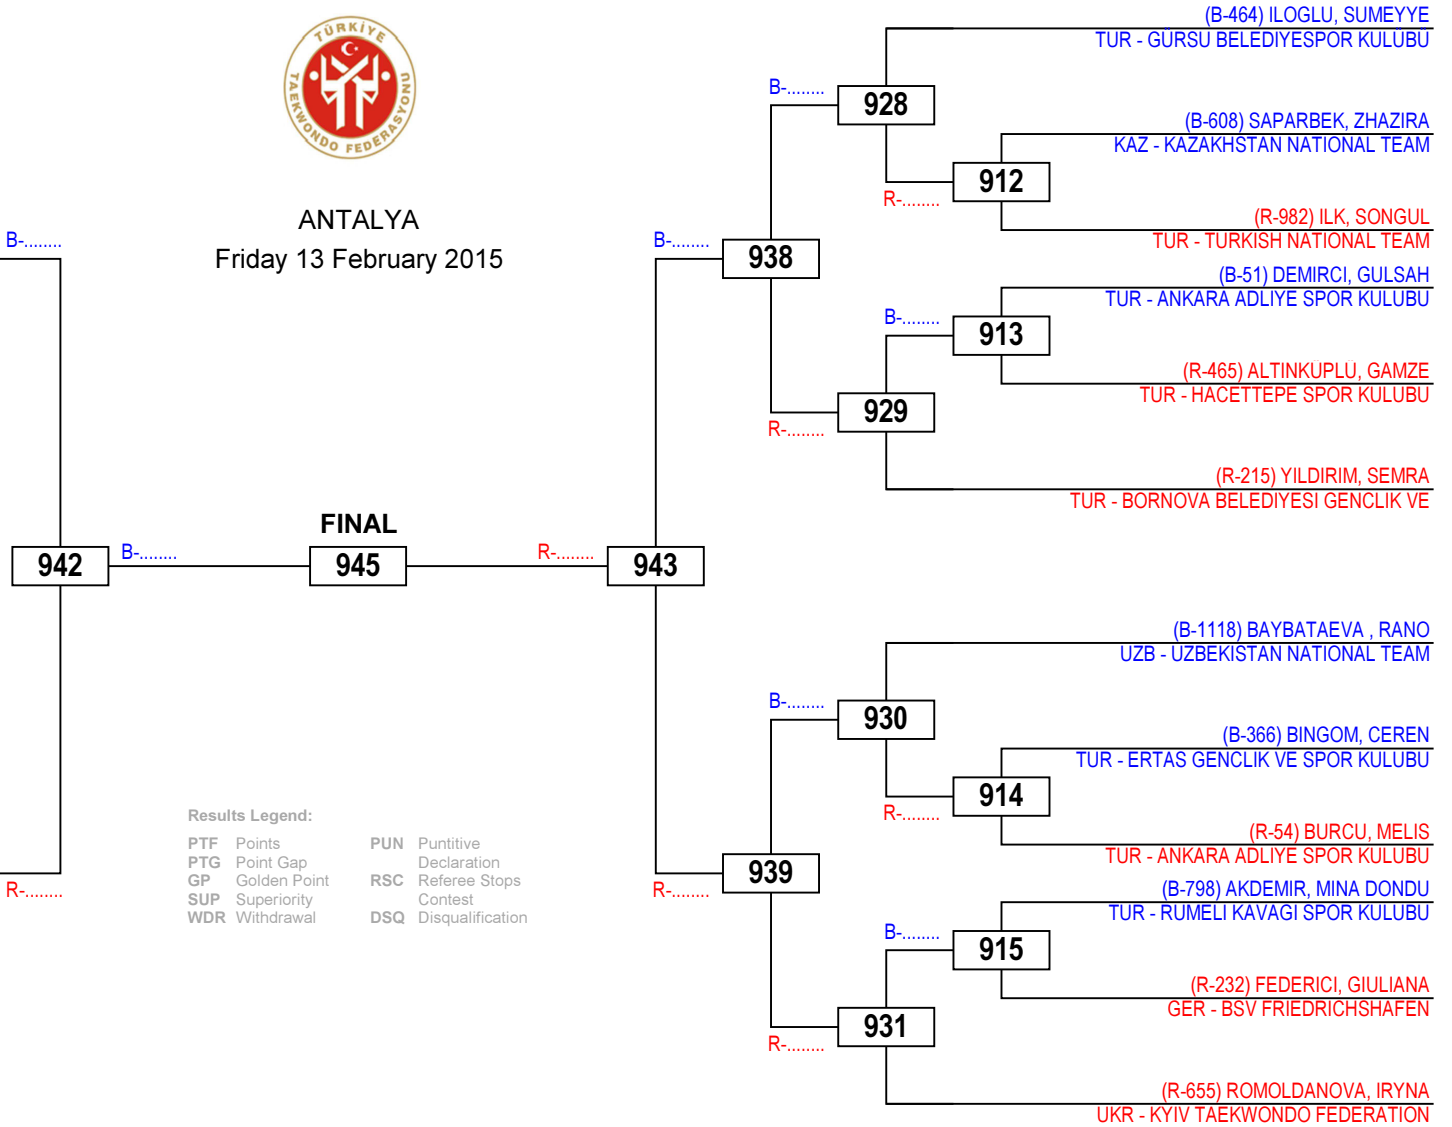 TÜRKİYE
TAEKWONDO FEDERASYONU
ANTALYA
Friday 13 February 2015
(B-464) ILOGLU, SUMEYYE
TUR - GÜRSU BELEDIYESPOR KULUBÜ
B-........
928
(B-608) SAPARBEK, ZHAZIRA
KAZ - KAZAKHSTAN NATIONAL TEAM
912
R-........
(R-982) ILK, SONGUL
TUR - TURKISH NATIONAL TEAM
B-........
B-........
938
(B-51) DEMIRCI, GULSAH
TUR - ANKARA ADLIYE SPOR KULUBU
B-........
913
(R-465) ALTINKÜPLÜ, GAMZE
TUR - HACETTEPE SPOR KULUBU
929
R-........
(R-215) YILDIRIM, SEMRA
TUR - BORNOVA BELEDIYESI GENCLIK VE
FINAL
942
B-........
945
R-........
943
(B-1118) BAYBATAEVA , RANO
UZB - UZBEKISTAN NATIONAL TEAM
B-........
930
(B-366) BINGOM, CEREN
TUR - ERTAS GENCLIK VE SPOR KULUBU
914
R-........
(R-54) BURCU, MELIS
TUR - ANKARA ADLIYE SPOR KULUBU
939
R-........
R-........
(B-798) AKDEMIR, MINA DONDU
TUR - RUMELI KAVAGI SPOR KULUBU
B-........
915
(R-232) FEDERICI, GIULIANA
GER - BSV FRIEDRICHSHAFEN
931
R-........
(R-655) ROMOLDANOVA, IRYNA
UKR - KYIV TAEKWONDO FEDERATION
Results Legend:
PTF Points
PTG Point Gap
GP Golden Point
SUP Superiority
WDR Withdrawal
PUN Puntitive
Declaration
RSC Referee Stops
Contest
DSQ Disqualification